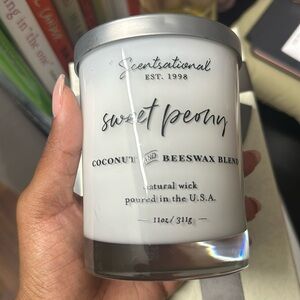 Scentsational
EST. 1998
sweet peony
COCONUT AND BEESWAX BLEND
natural wick
poured in the U.S.A.
11oz/311g